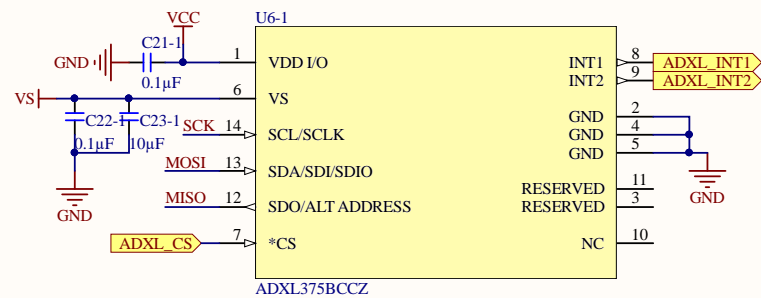 VCC
U6-1
GND
C21-1
0.1µF
1
VDD I/O
INT1
8
ADXL_INT1
INT2
9
ADXL_INT2
VS
6
VS
C22-1
C23-1
0.1µF
10µF
GND
2
SCK
14
SCL/SCLK
GND
4
GND
5
MOSI
13
SDA/SDI/SDIO
RESERVED
11
GND
GND
MISO
12
SDO/ALT ADDRESS
RESERVED
3
ADXL_CS
7
*CS
NC
10
ADXL375BCCZ